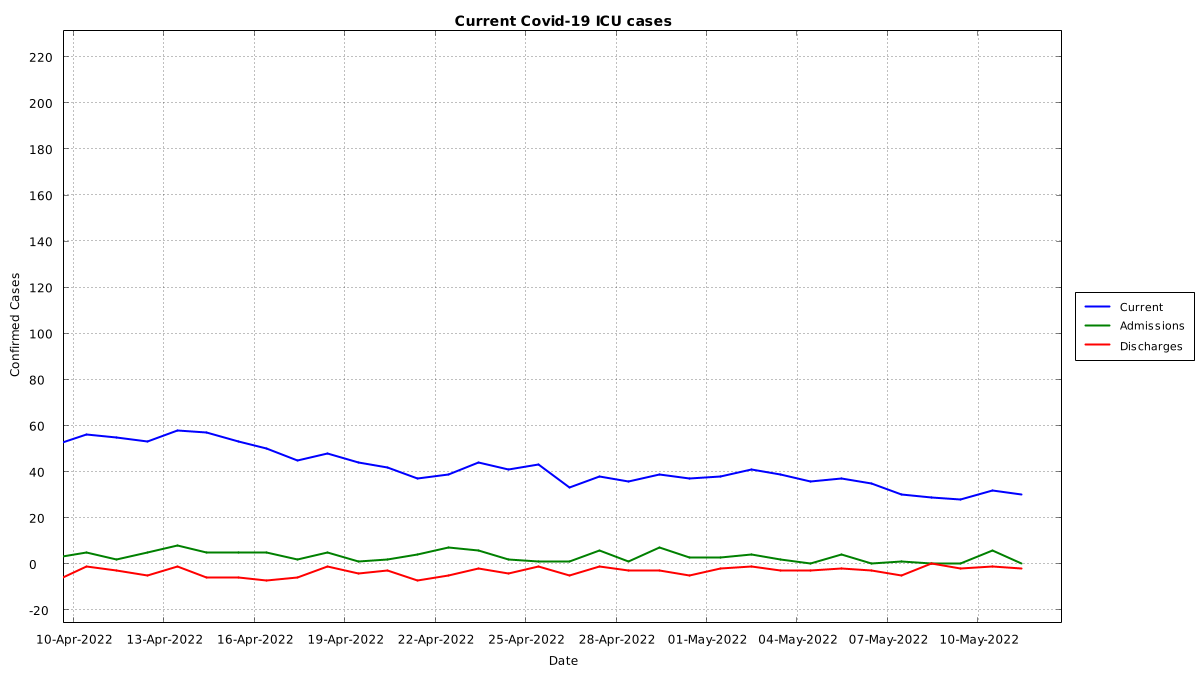 Current Covid-19 ICU cases
220
200
180
160
140
120
100
80
60
40
20
0
-20
Confirmed Cases
10-Apr-2022 13-Apr-2022 16-Apr-2022 19-Apr-2022 22-Apr-2022 25-Apr-2022 28-Apr-2022 01-May-2022 04-May-2022 07-May-2022 10-May-2022
Date
Current
Admissions
Discharges